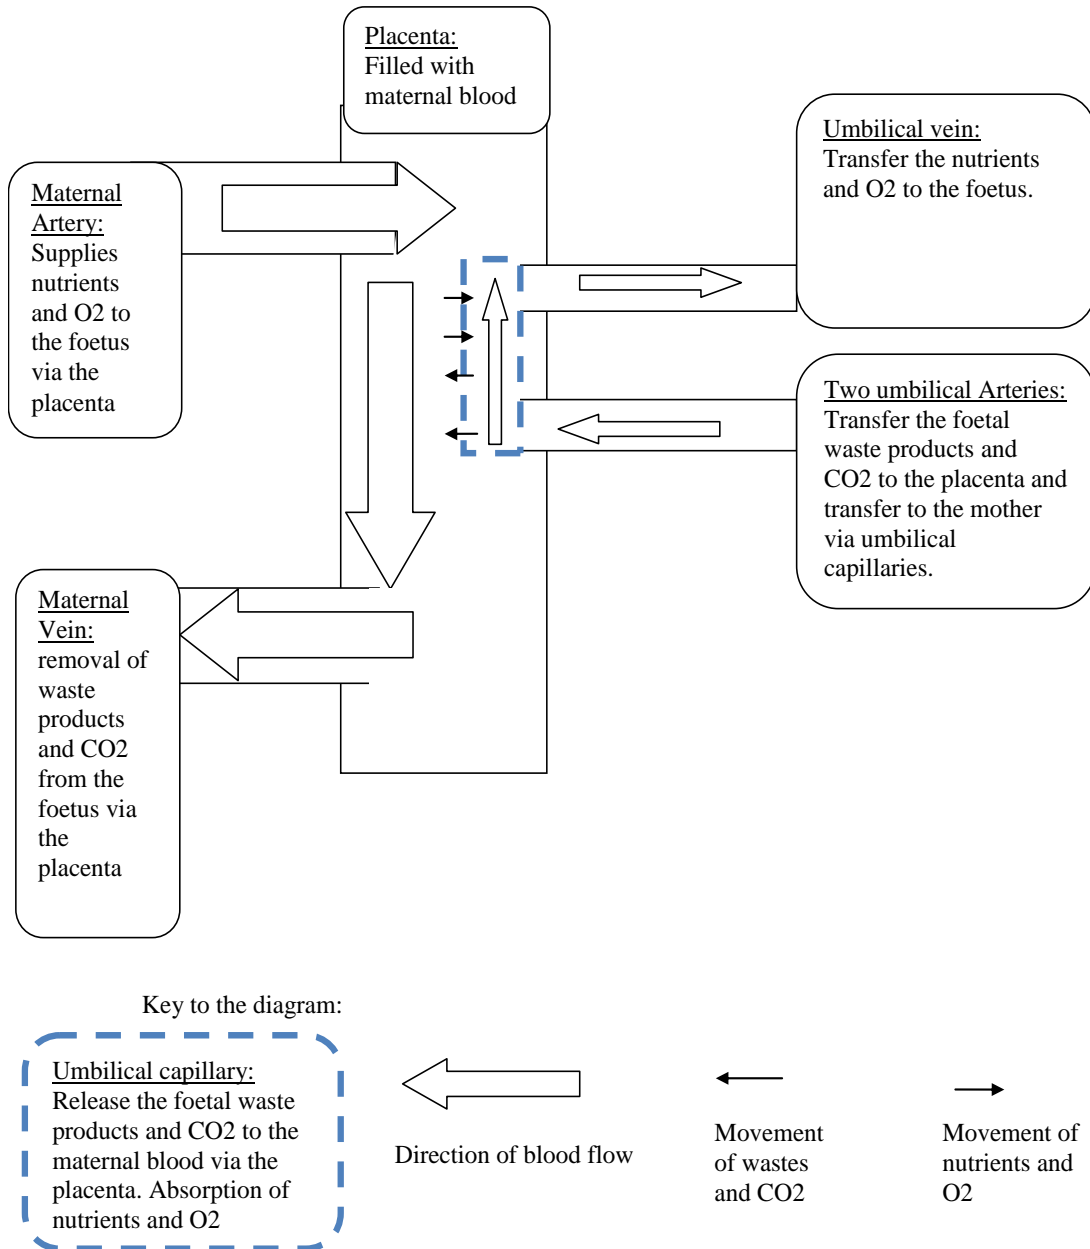 Placenta:
Filled with
maternal blood
Maternal
Artery:
Supplies
nutrients
and O2 to
the foetus
via the
placenta
Umbilical vein:
Transfer the nutrients
and O2 to the foetus.
Two umbilical Arteries:
Transfer the foetal
waste products and
CO2 to the placenta and
transfer to the mother
via umbilical
capillaries.
Maternal
Vein:
removal of
waste
products
and CO2
from the
foetus via
the
placenta
Key to the diagram:
Umbilical capillary:
Release the foetal waste
products and CO2 to the
maternal blood via the
placenta. Absorption of
nutrients and O2
Direction of blood flow
Movement
of wastes
and CO2
Movement of
nutrients and
O2